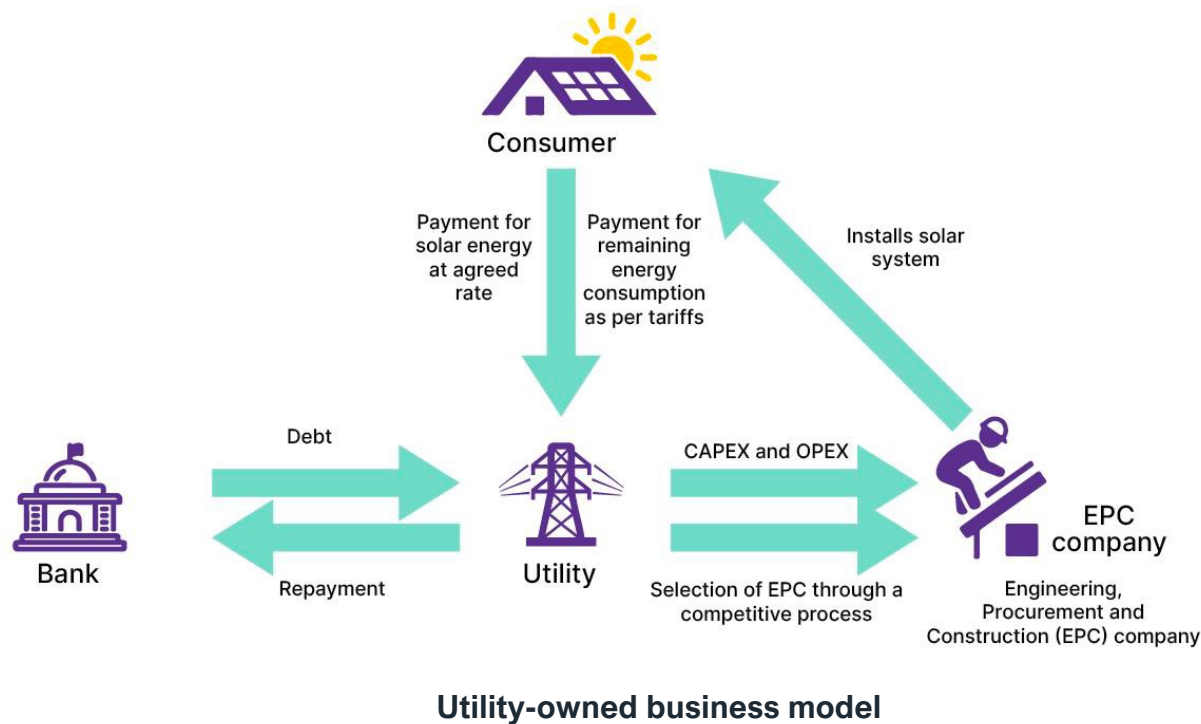 Consumer
Payment for
solar energy
at agreed
rate
Payment for
remaining
energy
consumption
as per tariffs
Installs solar
system
Debt
CAPEX and OPEX
Bank
Repayment
Utility
Selection of EPC through a
competitive process
EPC
company
Engineering,
Procurement and
Construction (EPC) company
Utility-owned business model